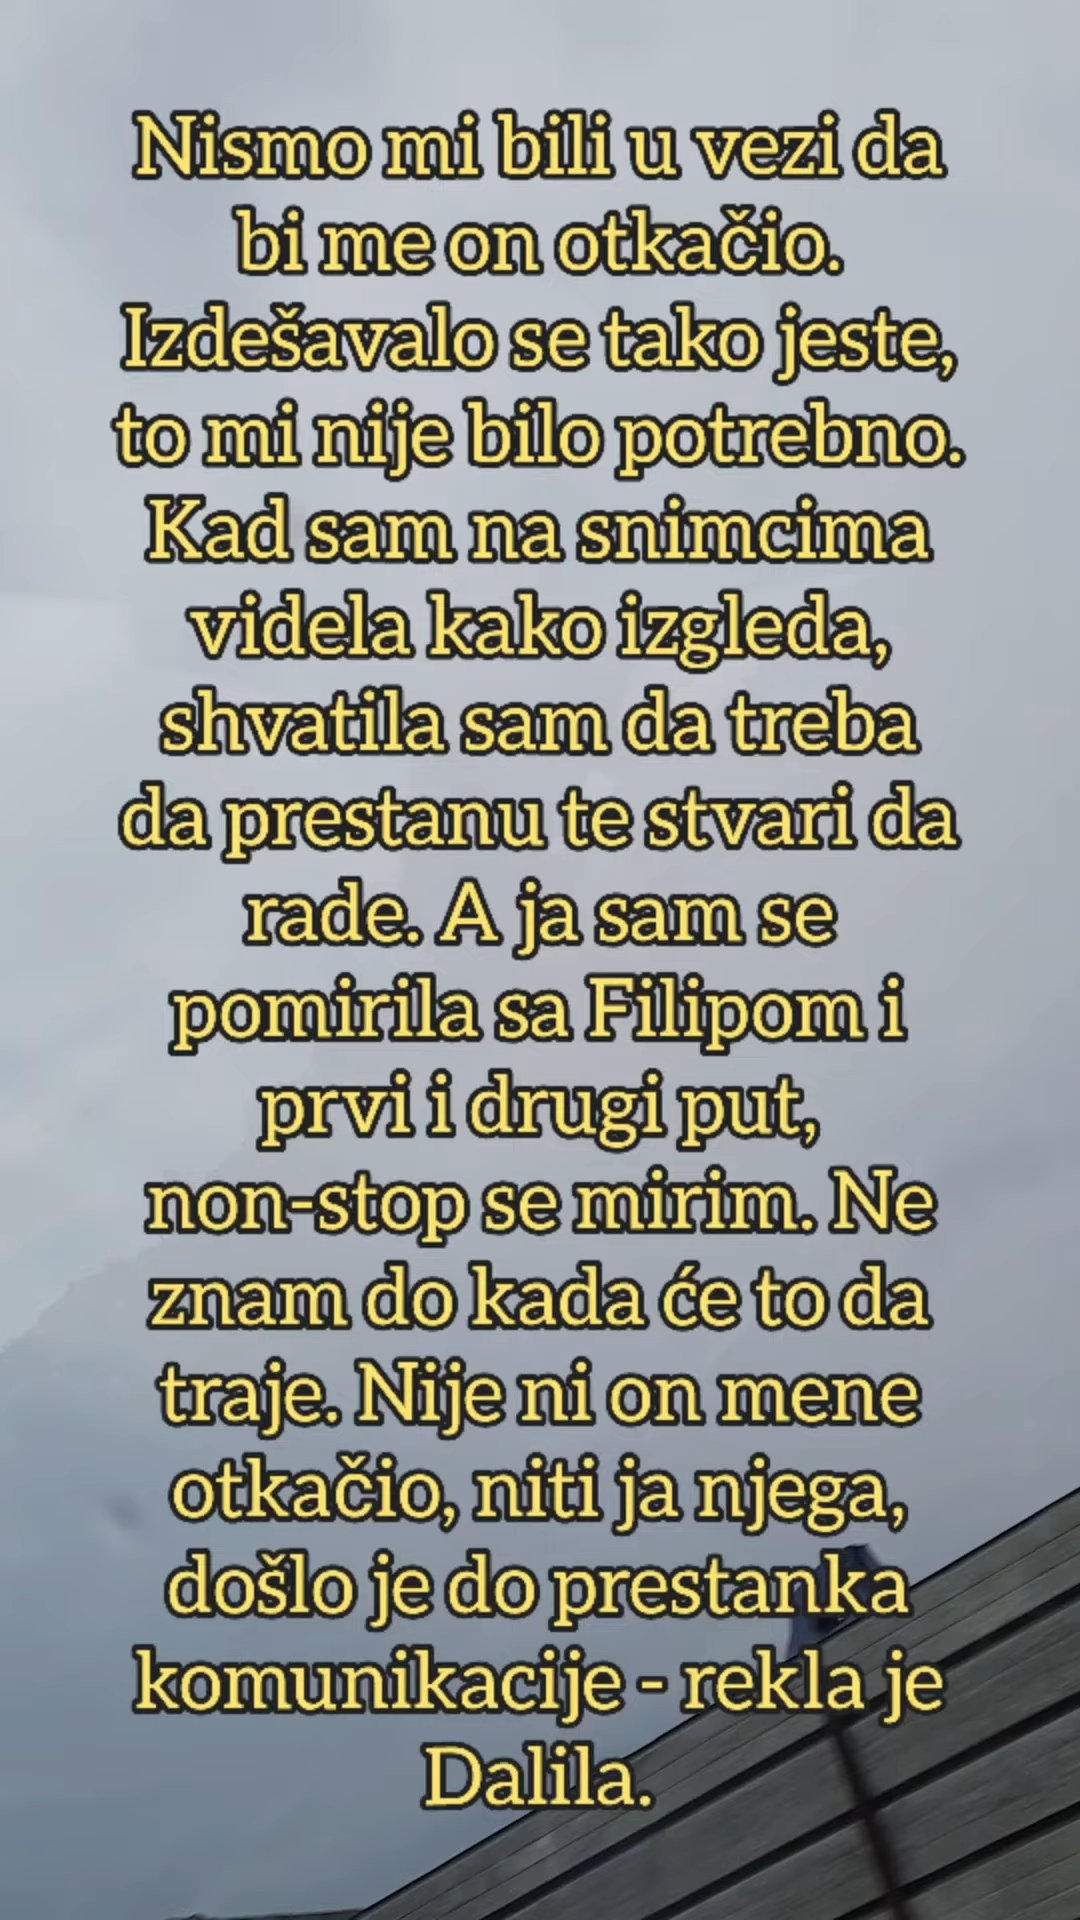 Nismo mi bili u vezi da
bi me on otkačio.
Izdešavalo se tako jeste,
to mi nije bilo potrebno.
Kad sam na snimcima
videla kako izgleda,
shvatila sam da treba
da prestanu te stvari da
rade. A ja sam se
pomirila sa Filipom i
prvi i drugi put,
non-stop se mirim. Ne
znam do kada će to da
traje. Nije ni on mene
otkačio, niti ja njega,
došlo je do prestanka
komunikacije - rekla je
Dalila.